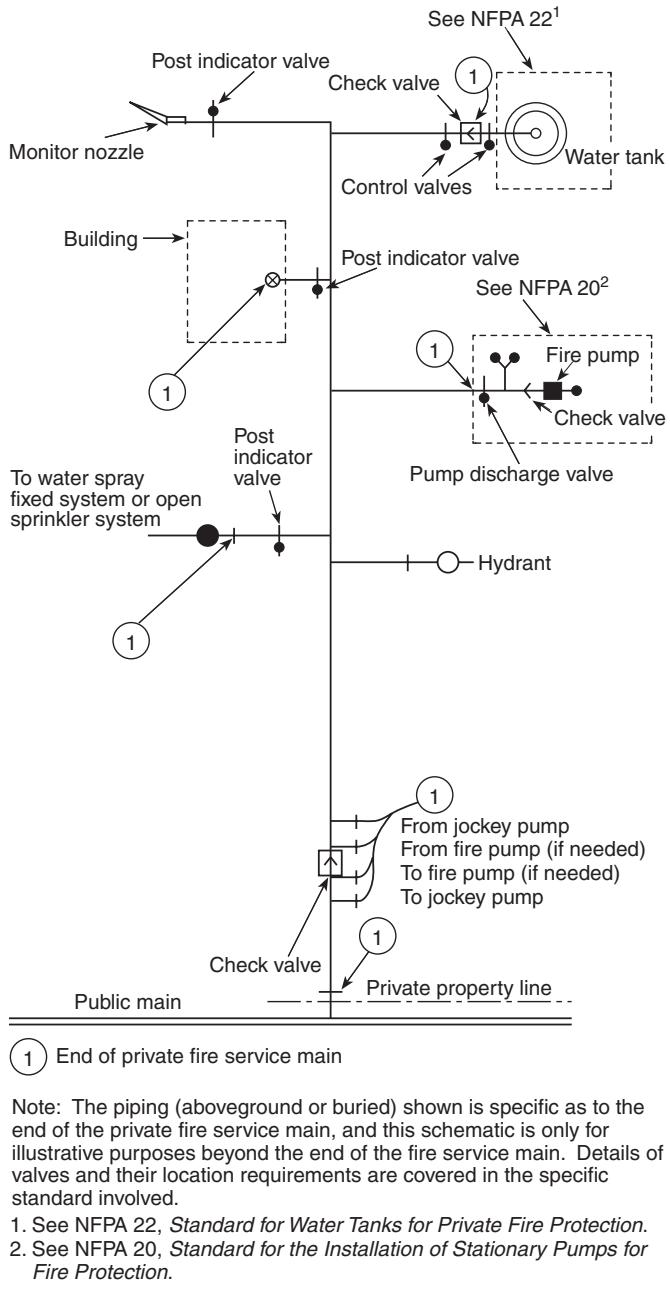 See NFPA 22¹
Post indicator valve
Check valve
1
Monitor nozzle
Water tank
Control valves
Building
Post indicator valve
See NFPA 20²
1
Fire pump
1
Check valve
Post
indicator
valve
Pump discharge valve
To water spray
fixed system or open
sprinkler system
Hydrant
1
1
From jockey pump
From fire pump (if needed)
To fire pump (if needed)
To jockey pump
1
Check valve
Private property line
Public main
1 End of private fire service main
Note: The piping (aboveground or buried) shown is specific as to the
end of the private fire service main, and this schematic is only for
illustrative purposes beyond the end of the fire service main. Details of
valves and their location requirements are covered in the specific
standard involved.
1. See NFPA 22, Standard for Water Tanks for Private Fire Protection.
2. See NFPA 20, Standard for the Installation of Stationary Pumps for
Fire Protection.